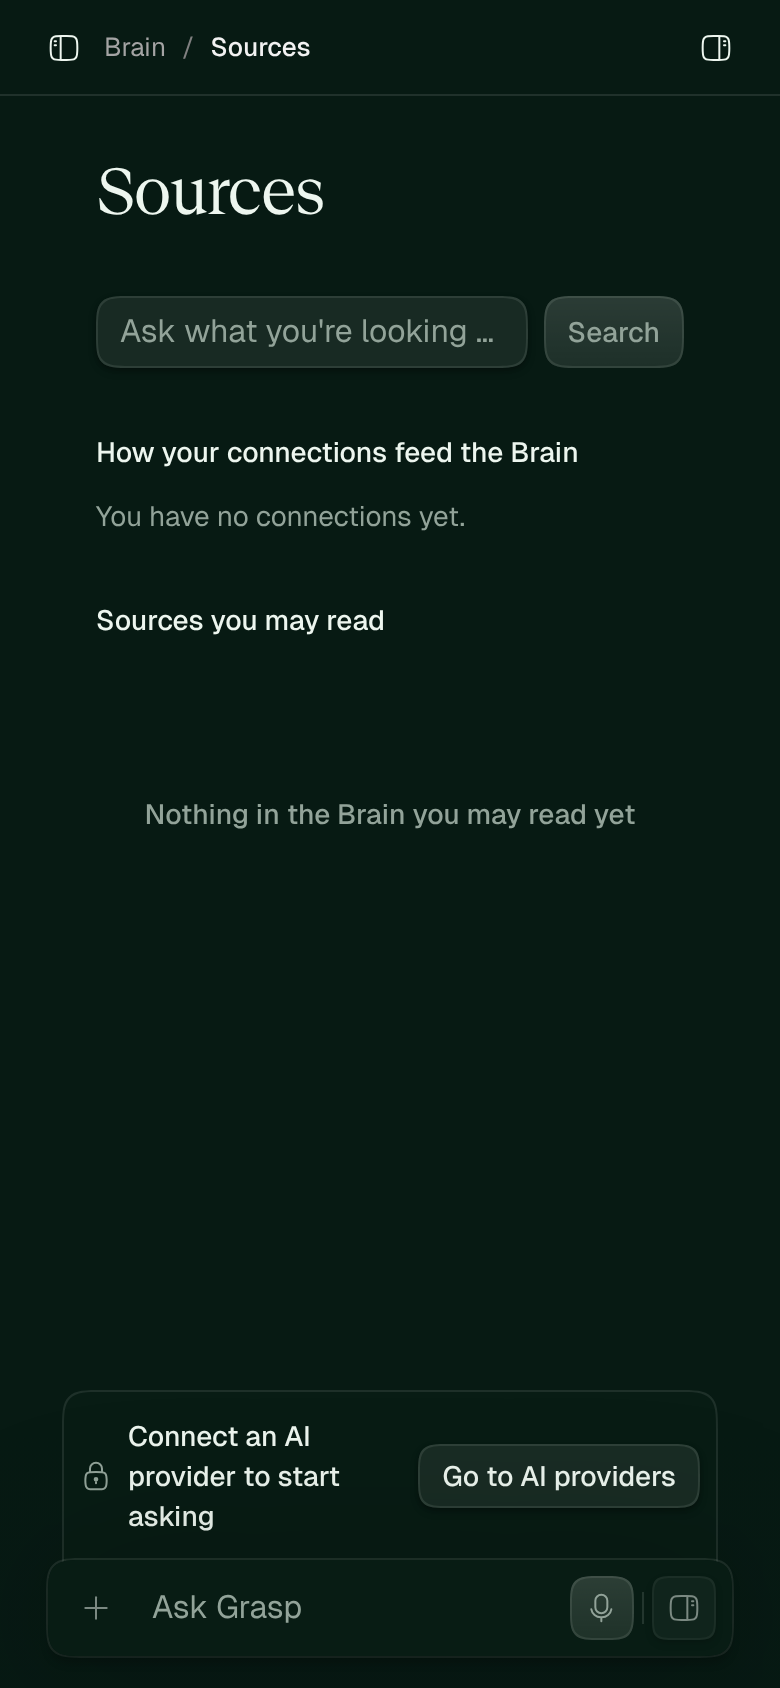 Brain / Sources
Sources
Ask what you're looking ...
Search
How your connections feed the Brain
You have no connections yet.
Sources you may read
Nothing in the Brain you may read yet
Connect an AI
provider to start
asking
Go to AI providers
Ask Grasp